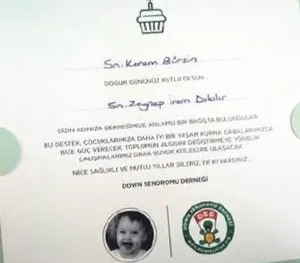 Sn. Kerem Bürsin
DOĞUM GÜNÜNÜZ KUTLU OLSUN...
Sn. Zeynep irem
SİZİN ADINIZA DERNEĞİMİZE ANLAMLI BİR BAĞIŞTA BULUNDULAR
BU DESTEK, ÇOCUKLARIMIZA DAHA İYİ BİR YAŞAM KURMA ÇABALARIMIZDA
BİZE GÜÇ VERECEK, TOPLUMUN ALGISINI DEĞİŞTİRMEYE YÖNELİK
ÇALIŞMALARIMIZ DAHA BÜYÜK KİTLELERE ULAŞACAK.
NİCE SAĞLIKLI VE MUTLU YILLAR DİLERİZ, İYİ Kİ VARSINIZ...
DOWN SENDROMU DERNEĞİ
DOWN SENDROMU DERNEĞİ
DSD